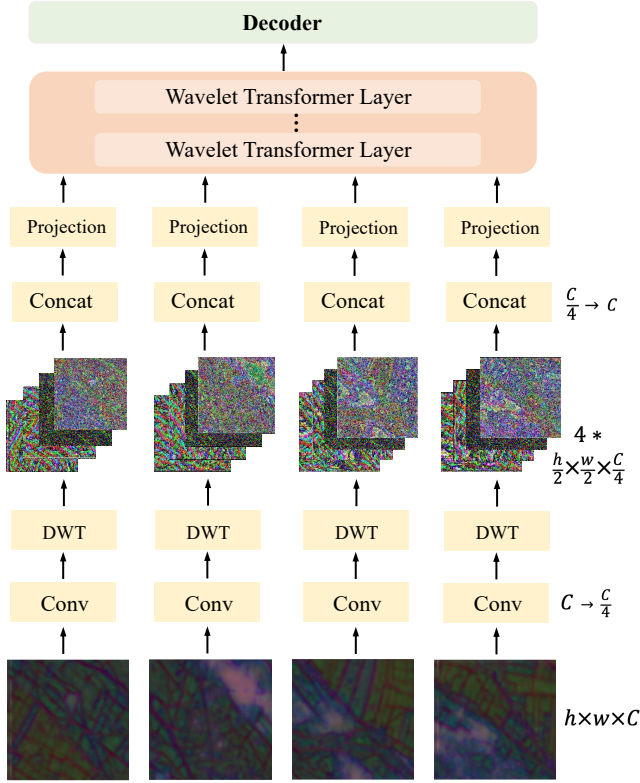 Decoder
Wavelet Transformer Layer
⋮
Wavelet Transformer Layer
Projection Projection Projection Projection
Concat Concat Concat Concat C/4 → C
4 *
h/2 × w/2 × C/4
DWT DWT DWT DWT
Conv Conv Conv Conv C → C/4
h×w×C